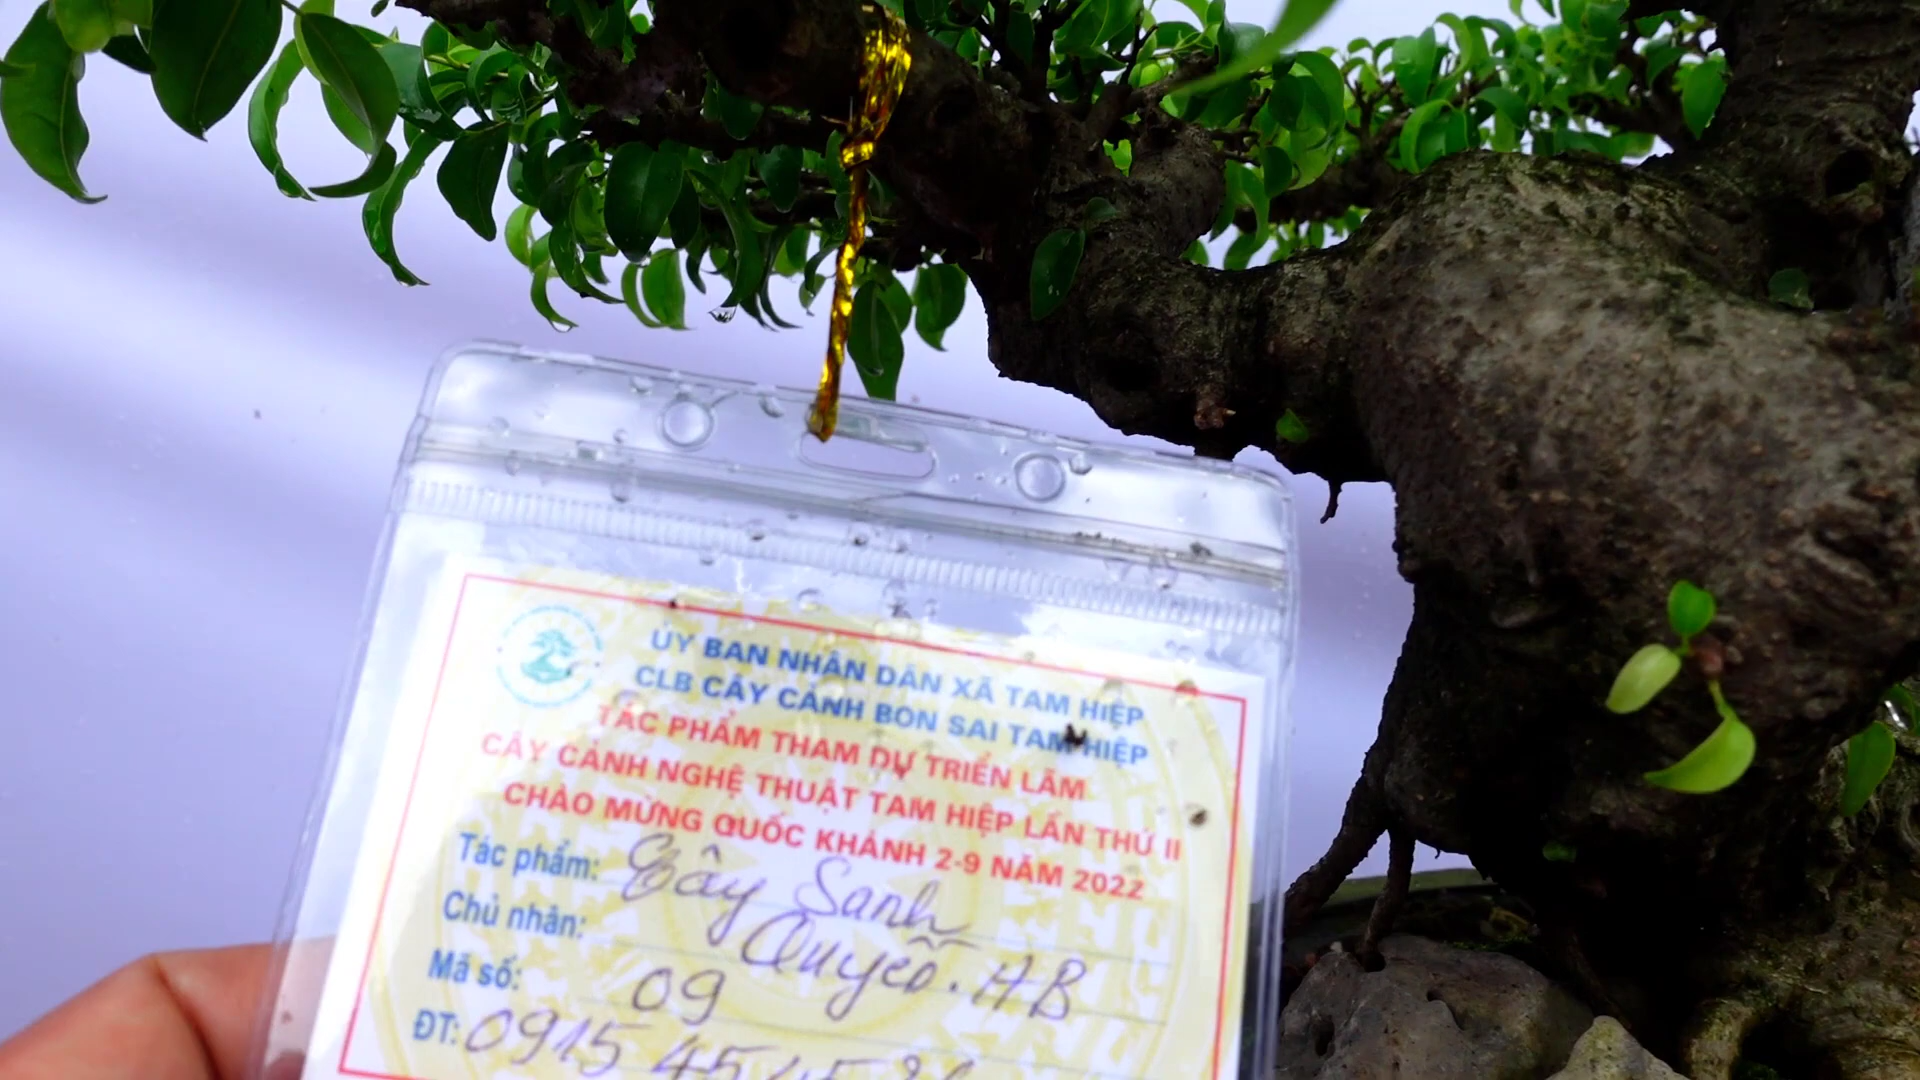 ỦY BAN NHÂN DÂN XÃ TAM HIỆP
CLB CÂY CẢNH BON SAI TAM HIỆP
TÁC PHẨM THAM DỰ TRIỂN LÃM
CÂY CẢNH NGHỆ THUẬT TAM HIỆP LẦN THỨ II
CHÀO MỪNG QUỐC KHÁNH 2-9 NĂM 2022
Tác phẩm: Cây Sanh
Chủ nhân: AB
Mã số: 09
ĐT: 0915